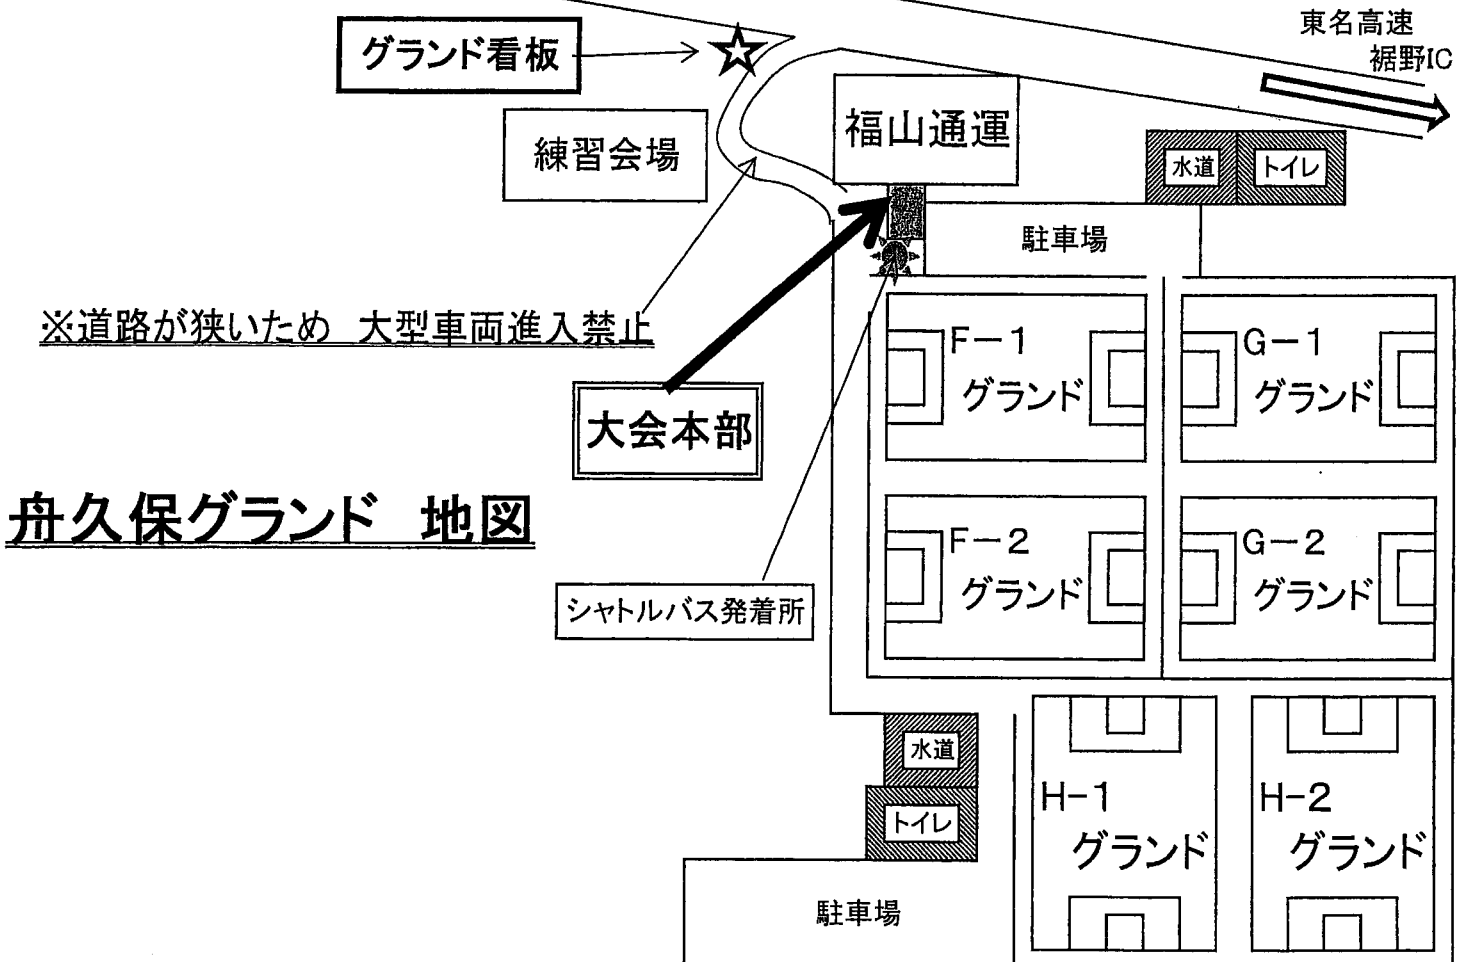 東名高速
裾野IC
グランド看板
練習会場
福山通運
水道
トイレ
駐車場
※道路が狭いため　大型車両進入禁止
大会本部
F－1
グランド
G－1
グランド
舟久保グランド　地図
F－2
グランド
G－2
グランド
シャトルバス発着所
水道
トイレ
H-1
グランド
H-2
グランド
駐車場